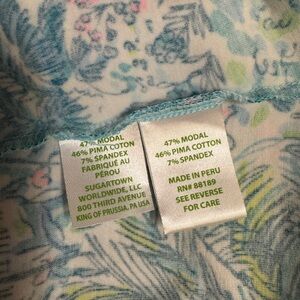 47% MODAL
46% PIMA COTTON
7% SPANDEX
FABRIQUÉ AU
PÉROU
SUGARTOWN
WORLDWIDE, LLC
800 THIRD AVENUE
KING OF PRUSSIA, PA USA
47% MODAL
46% PIMA COTTON
7% SPANDEX
MADE IN PERU
RN# 88189
SEE REVERSE
FOR CARE